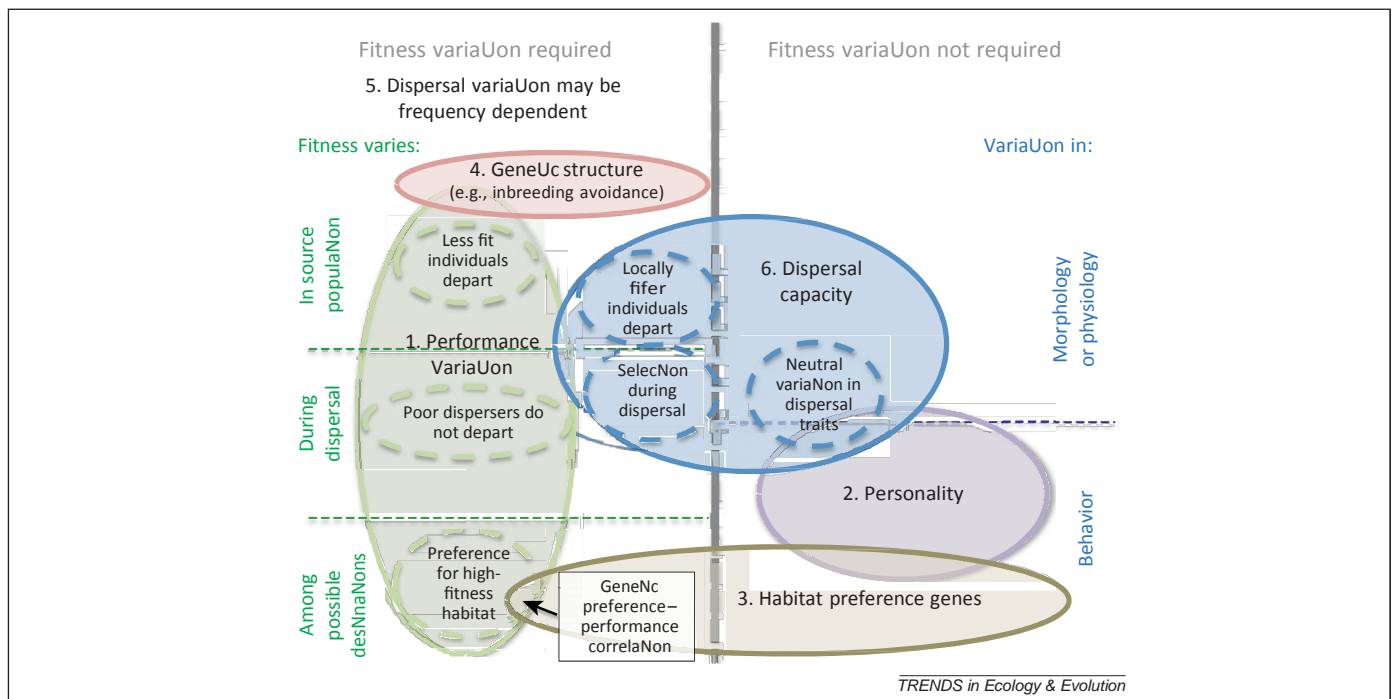 Fitness variaUon required
Fitness variaUon not required
5. Dispersal variaUon may be
frequency dependent
Fitness varies:
VariaUon in:
4. GeneUc structure
(e.g., inbreeding avoidance)
In source
populaNon
Less fit
individuals
depart
Locally
fifer
individuals
depart
6. Dispersal
capacity
Morphology
or physiology
1. Performance
VariaUon
During
dispersal
Poor dispersers do
not depart
SelecNon
during
dispersal
Neutral
variaNon in
dispersal
traits
2. Personality
Behavior
Among
possible
desNnaNons
Preference
for high-
fitness
habitat
GeneNc
preference–
performance
correlaNon
3. Habitat preference genes
TRENDS in Ecology & Evolution